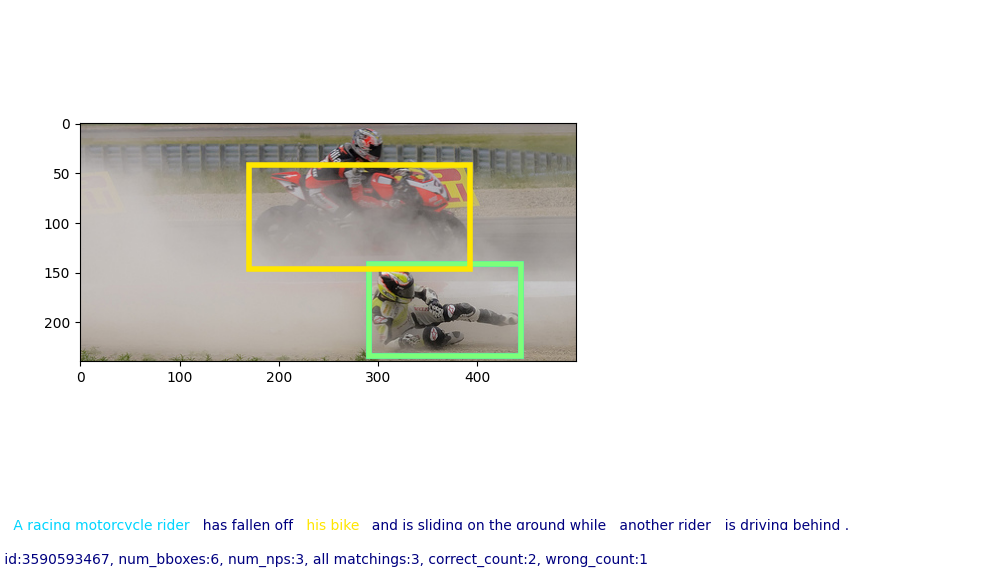 0
50
100
150
200
0 100 200 300 400
A racing motorcycle rider has fallen off his bike and is sliding on the ground while another rider is driving behind .
id:3590593467, num_bboxes:6, num_nps:3, all matchings:3, correct_count:2, wrong_count:1